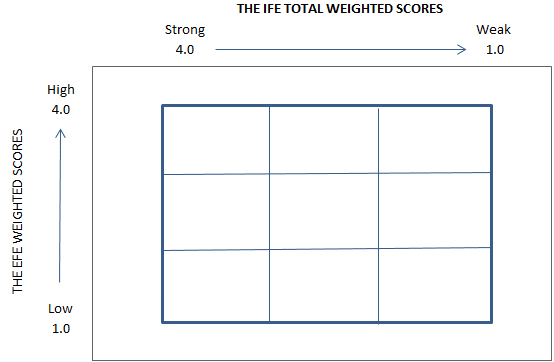 THE IFE TOTAL WEIGHTED SCORES
Strong
4.0
Weak
1.0
High
4.0
THE EFE WEIGHTED SCORES
Low
1.0